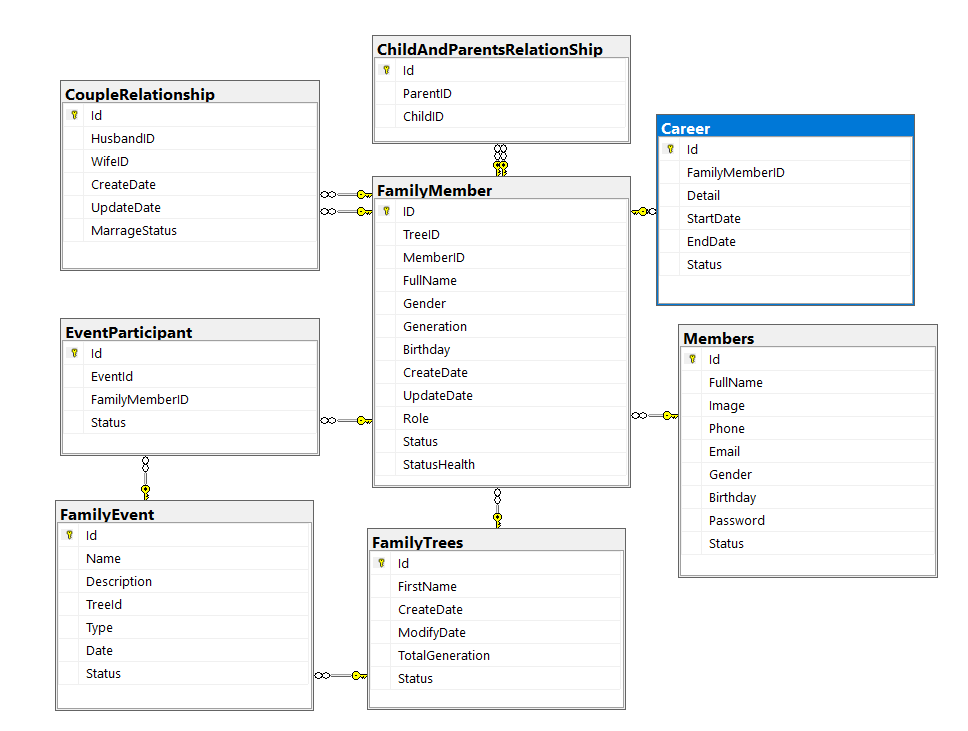 ChildAndParentsRelationShip
Id
ParentID
ChildID
CoupleRelationship
Id
HusbandID
WifeID
CreateDate
UpdateDate
MarrageStatus
Career
Id
FamilyMemberID
Detail
StartDate
EndDate
Status
FamilyMember
ID
TreeID
MemberID
FullName
Gender
Generation
Birthday
CreateDate
UpdateDate
Role
Status
StatusHealth
EventParticipant
Id
EventId
FamilyMemberID
Status
Members
Id
FullName
Image
Phone
Email
Gender
Birthday
Password
Status
FamilyEvent
Id
Name
Description
TreeId
Type
Date
Status
FamilyTrees
Id
FirstName
CreateDate
ModifyDate
TotalGeneration
Status